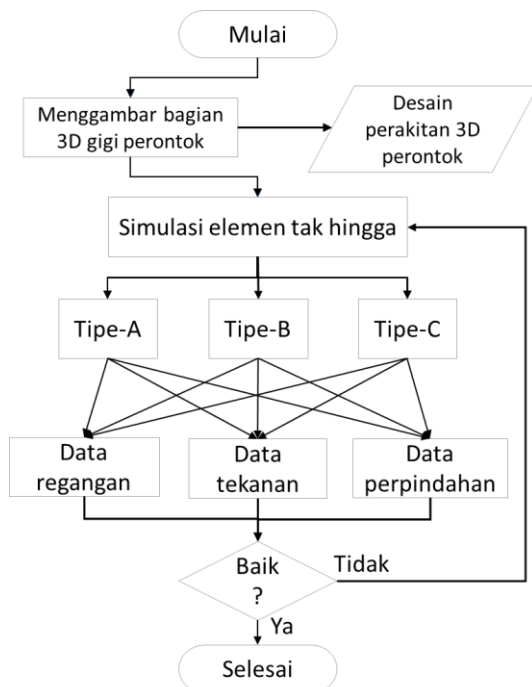 Mulai
Menggambar bagian
3D gigi perontok
Desain
perakitan 3D
perontok
Simulasi elemen tak hingga
Tipe-A
Tipe-B
Tipe-C
Data
regangan
Data
tekanan
Data
perpindahan
Baik
?
Tidak
Ya
Selesai